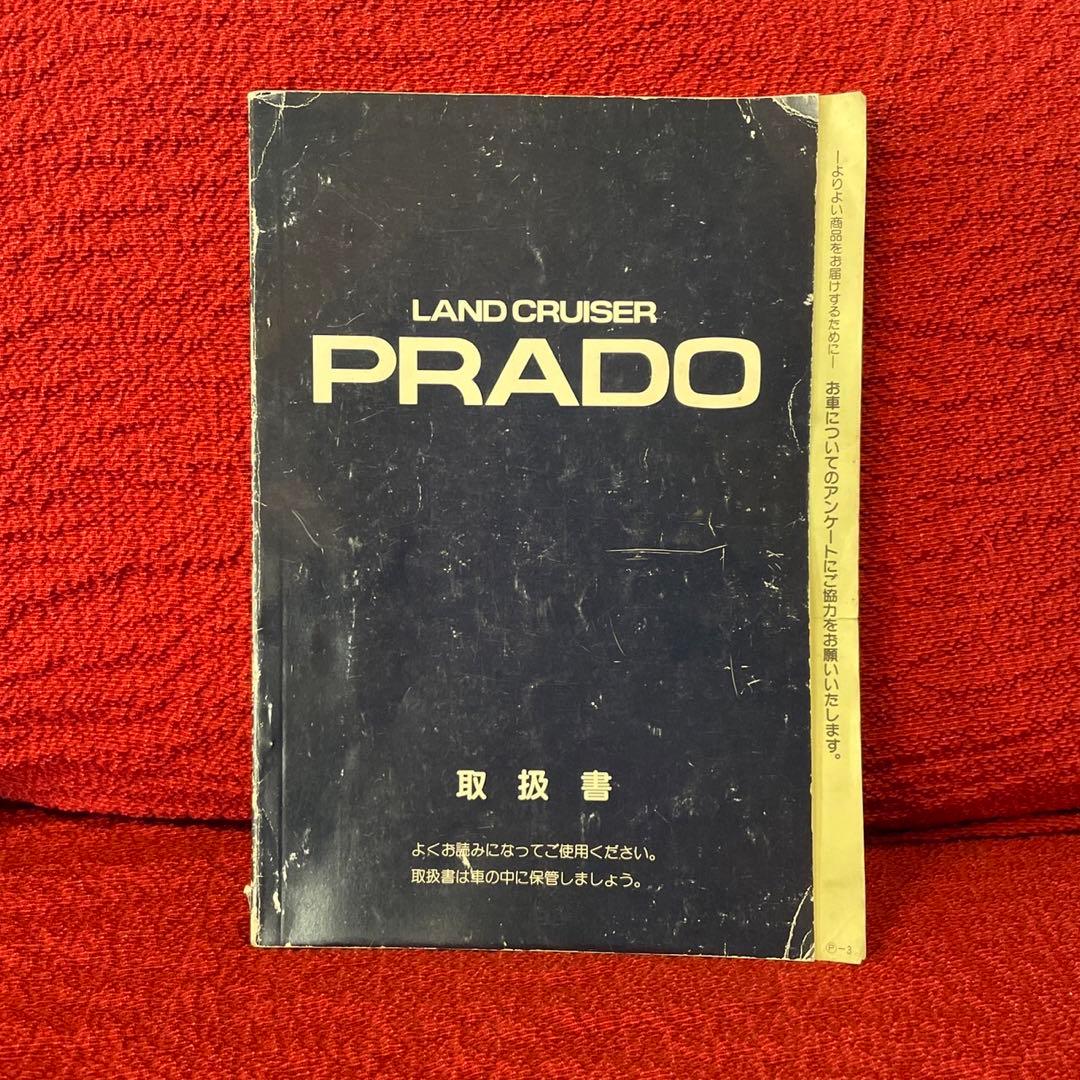 LAND CRUISER
PRADO
取扱書
よくお読みになってご使用ください。
取扱書は車の中に保管しましょう。
―よりよい商品をお届けするために― お車についてのアンケートにご協力をお願いいたします。
Ⓟ−3